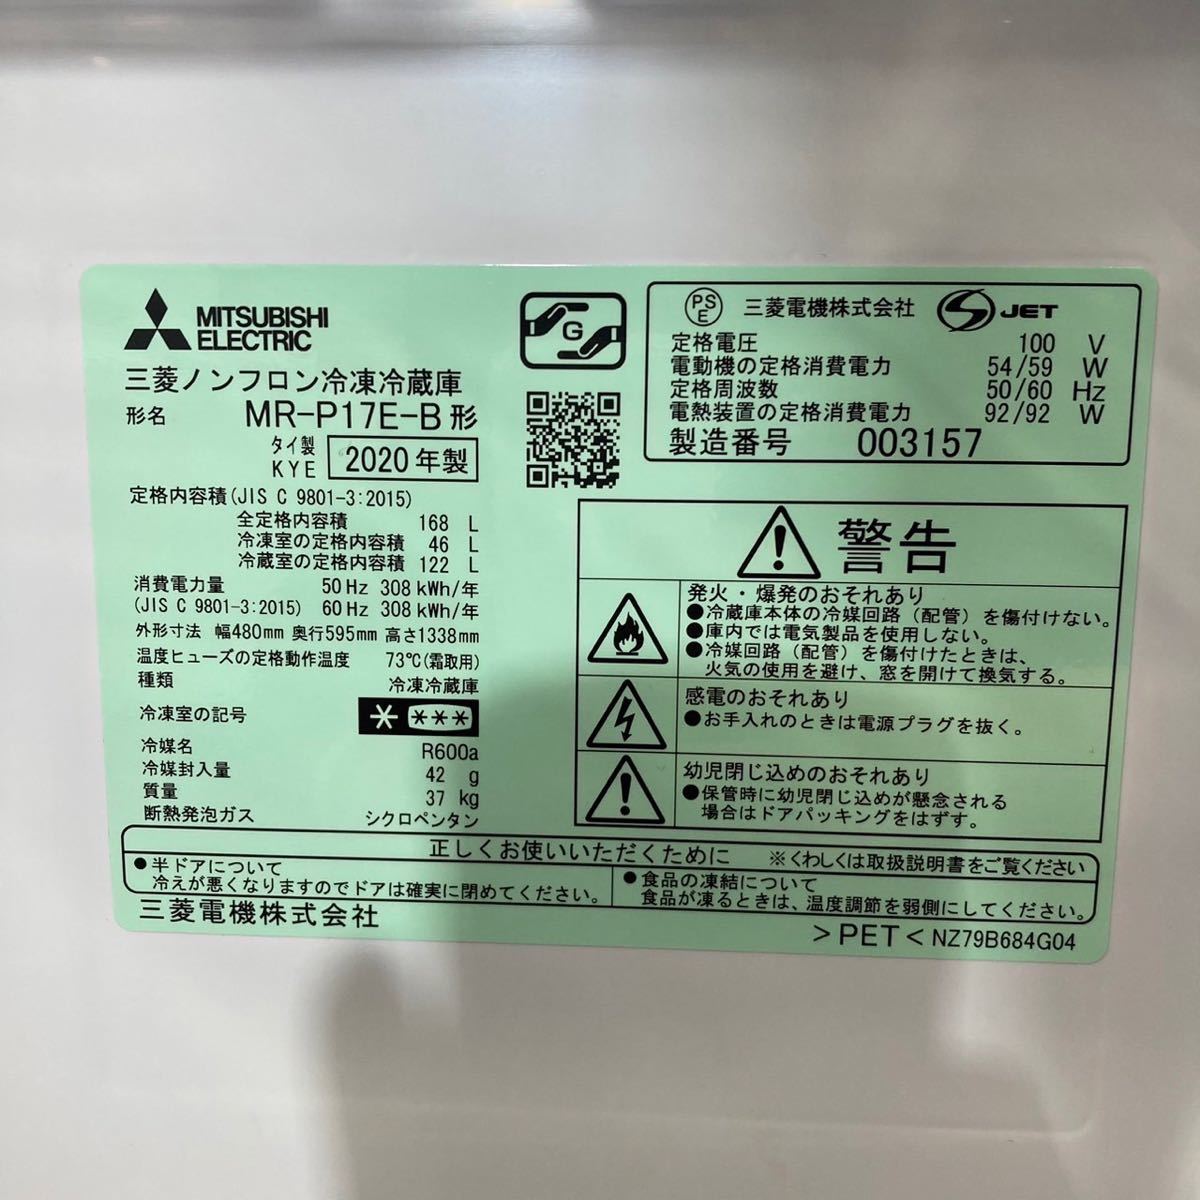 MITSUBISHI
ELECTRIC
三菱ノンフロン冷凍冷蔵庫
形名 MR-P17E-B 形
タイ製
KYE
2020年製
定格内容積(JIS C 9801-3:2015)
全定格内容積 168 L
冷凍室の定格内容積 46 L
冷蔵室の定格内容積 122 L
消費電力量 50Hz 308 kWh/年
(JIS C 9801-3:2015) 60Hz 308 kWh/年
外形寸法 幅480mm 奥行595mm 高さ1338mm
温度ヒューズの定格動作温度 73℃(霜取用)
種類 冷凍冷蔵庫
冷凍室の記号 * ***
冷媒名 R600a
冷媒封入量 42 g
質量 37 kg
断熱発泡ガス シクロペンタン
G
PS
E
三菱電機株式会社
S JET
定格電圧 100 V
電動機の定格消費電力 54/59 W
定格周波数 50/60 Hz
電熱装置の定格消費電力 92/92 W
製造番号 003157
警告
発火・爆発のおそれあり
●冷蔵庫本体の冷媒回路(配管)を傷付けない。
●庫内では電気製品を使用しない。
●冷媒回路(配管)を傷付けたときは、
火気の使用を避け、窓を開けて換気する。
感電のおそれあり
●お手入れのときは電源プラグを抜く。
幼児閉じ込めのおそれあり
●保管時に幼児閉じ込めが懸念される
場合はドアパッキングをはずす。
正しくお使いいただくために ※くわしくは取扱説明書をご覧ください
●半ドアについて
冷えが悪くなりますのでドアは確実に閉めてください。
●食品の凍結について
食品が凍るときは、温度調節を弱側にしてください。
三菱電機株式会社
>PET< NZ79B684G04